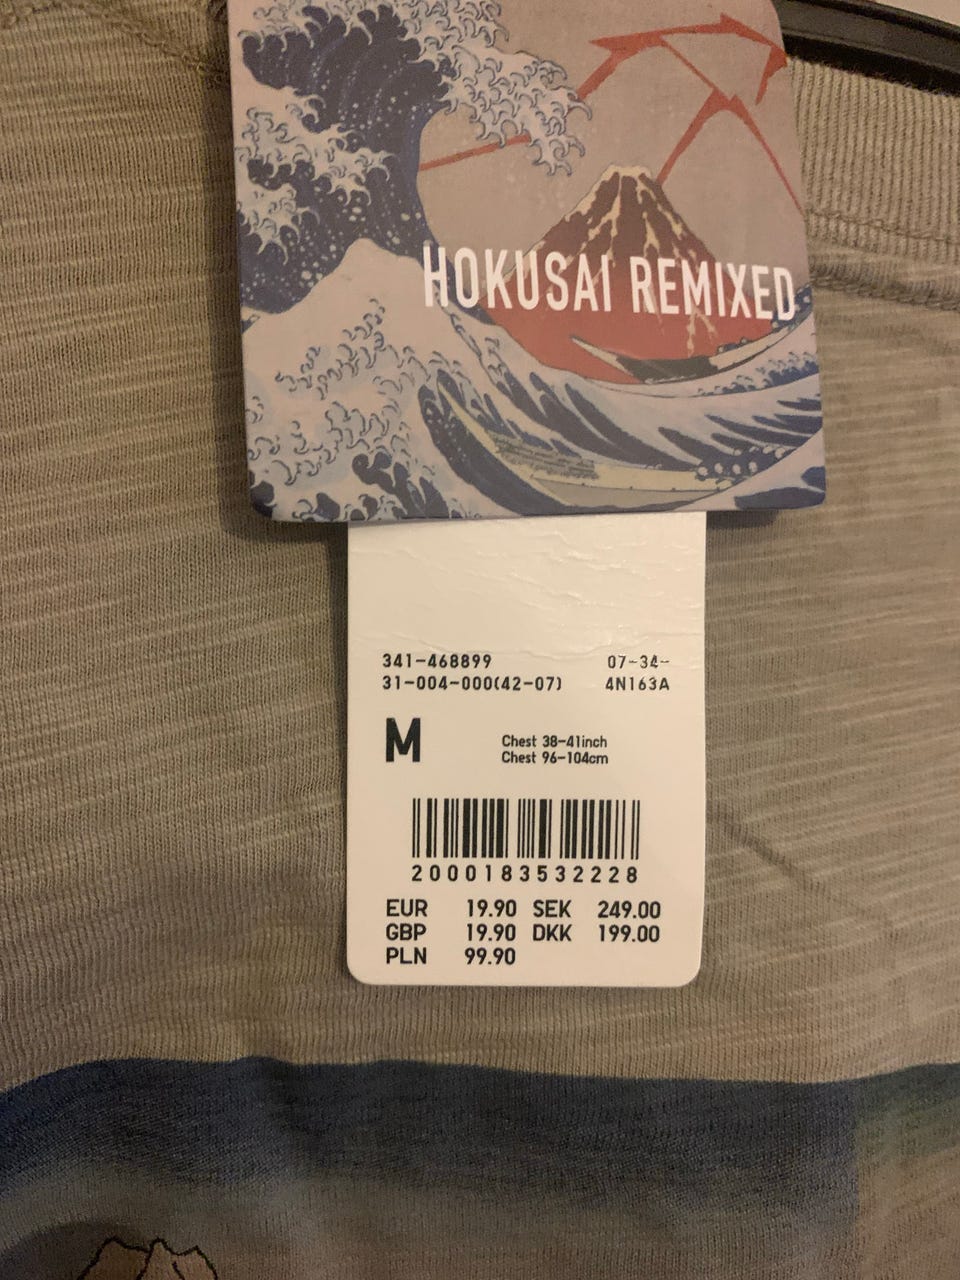 HOKUSAI REMIXED
341-468899 07-34-
31-004-000(42-07) 4N163A
M
Chest 38-41inch
Chest 96-104cm
2000183532228
EUR 19.90 SEK 249.00
GBP 19.90 DKK 199.00
PLN 99.90